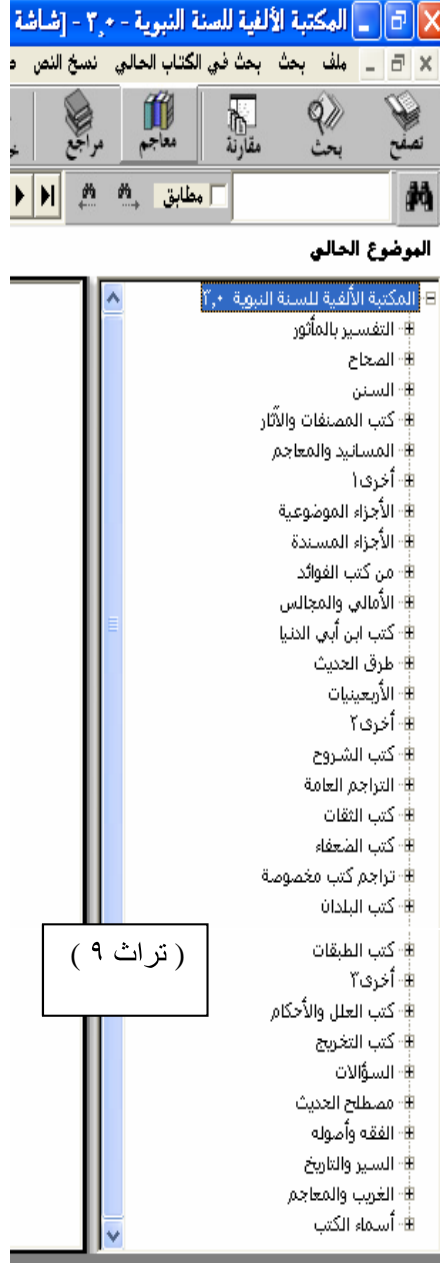 المكتبة الألفية للسنة النبوية - ٣,٠ - [شاشة
ملف بحث بحث في الكتاب الحالي نسخ النص
تصفح بحث مقارنة معاجم مراجع
مطابق
الموضوع الحالي
المكتبة الألفية للسنة النبوية ٣,٠
التفسير بالمأثور
الصحاح
السنن
كتب المصنفات والآثار
المسانيد والمعاجم
أخرى١
الأجزاء الموضوعية
الأجزاء المسندة
من كتب الفوائد
الأمالي والمجالس
كتب ابن أبي الدنيا
طرق الحديث
الأربعينيات
أخرى٢
كتب الشروح
التراجم العامة
كتب الثقات
كتب الضعفاء
تراجم كتب مخصوصة
كتب البلدان
كتب الطبقات
( تراث ٩ )
أخرى٣
كتب العلل والأحكام
كتب التخريج
السؤالات
مصطلح الحديث
الفقه وأصوله
السير والتاريخ
الغريب والمعاجم
أسماء الكتب